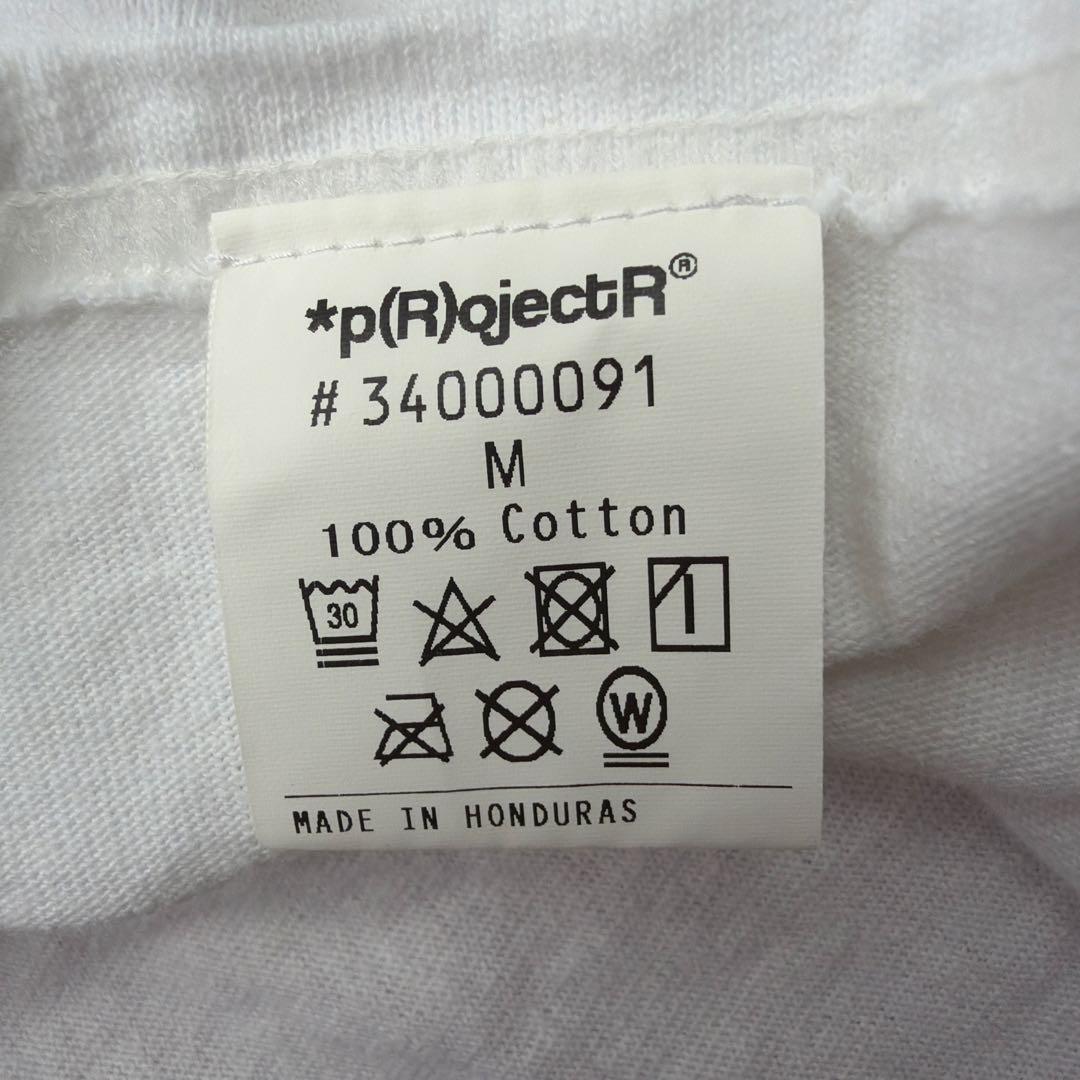 *p(R)ojectR®
# 34000091
M
100% Cotton
30
W
MADE IN HONDURAS